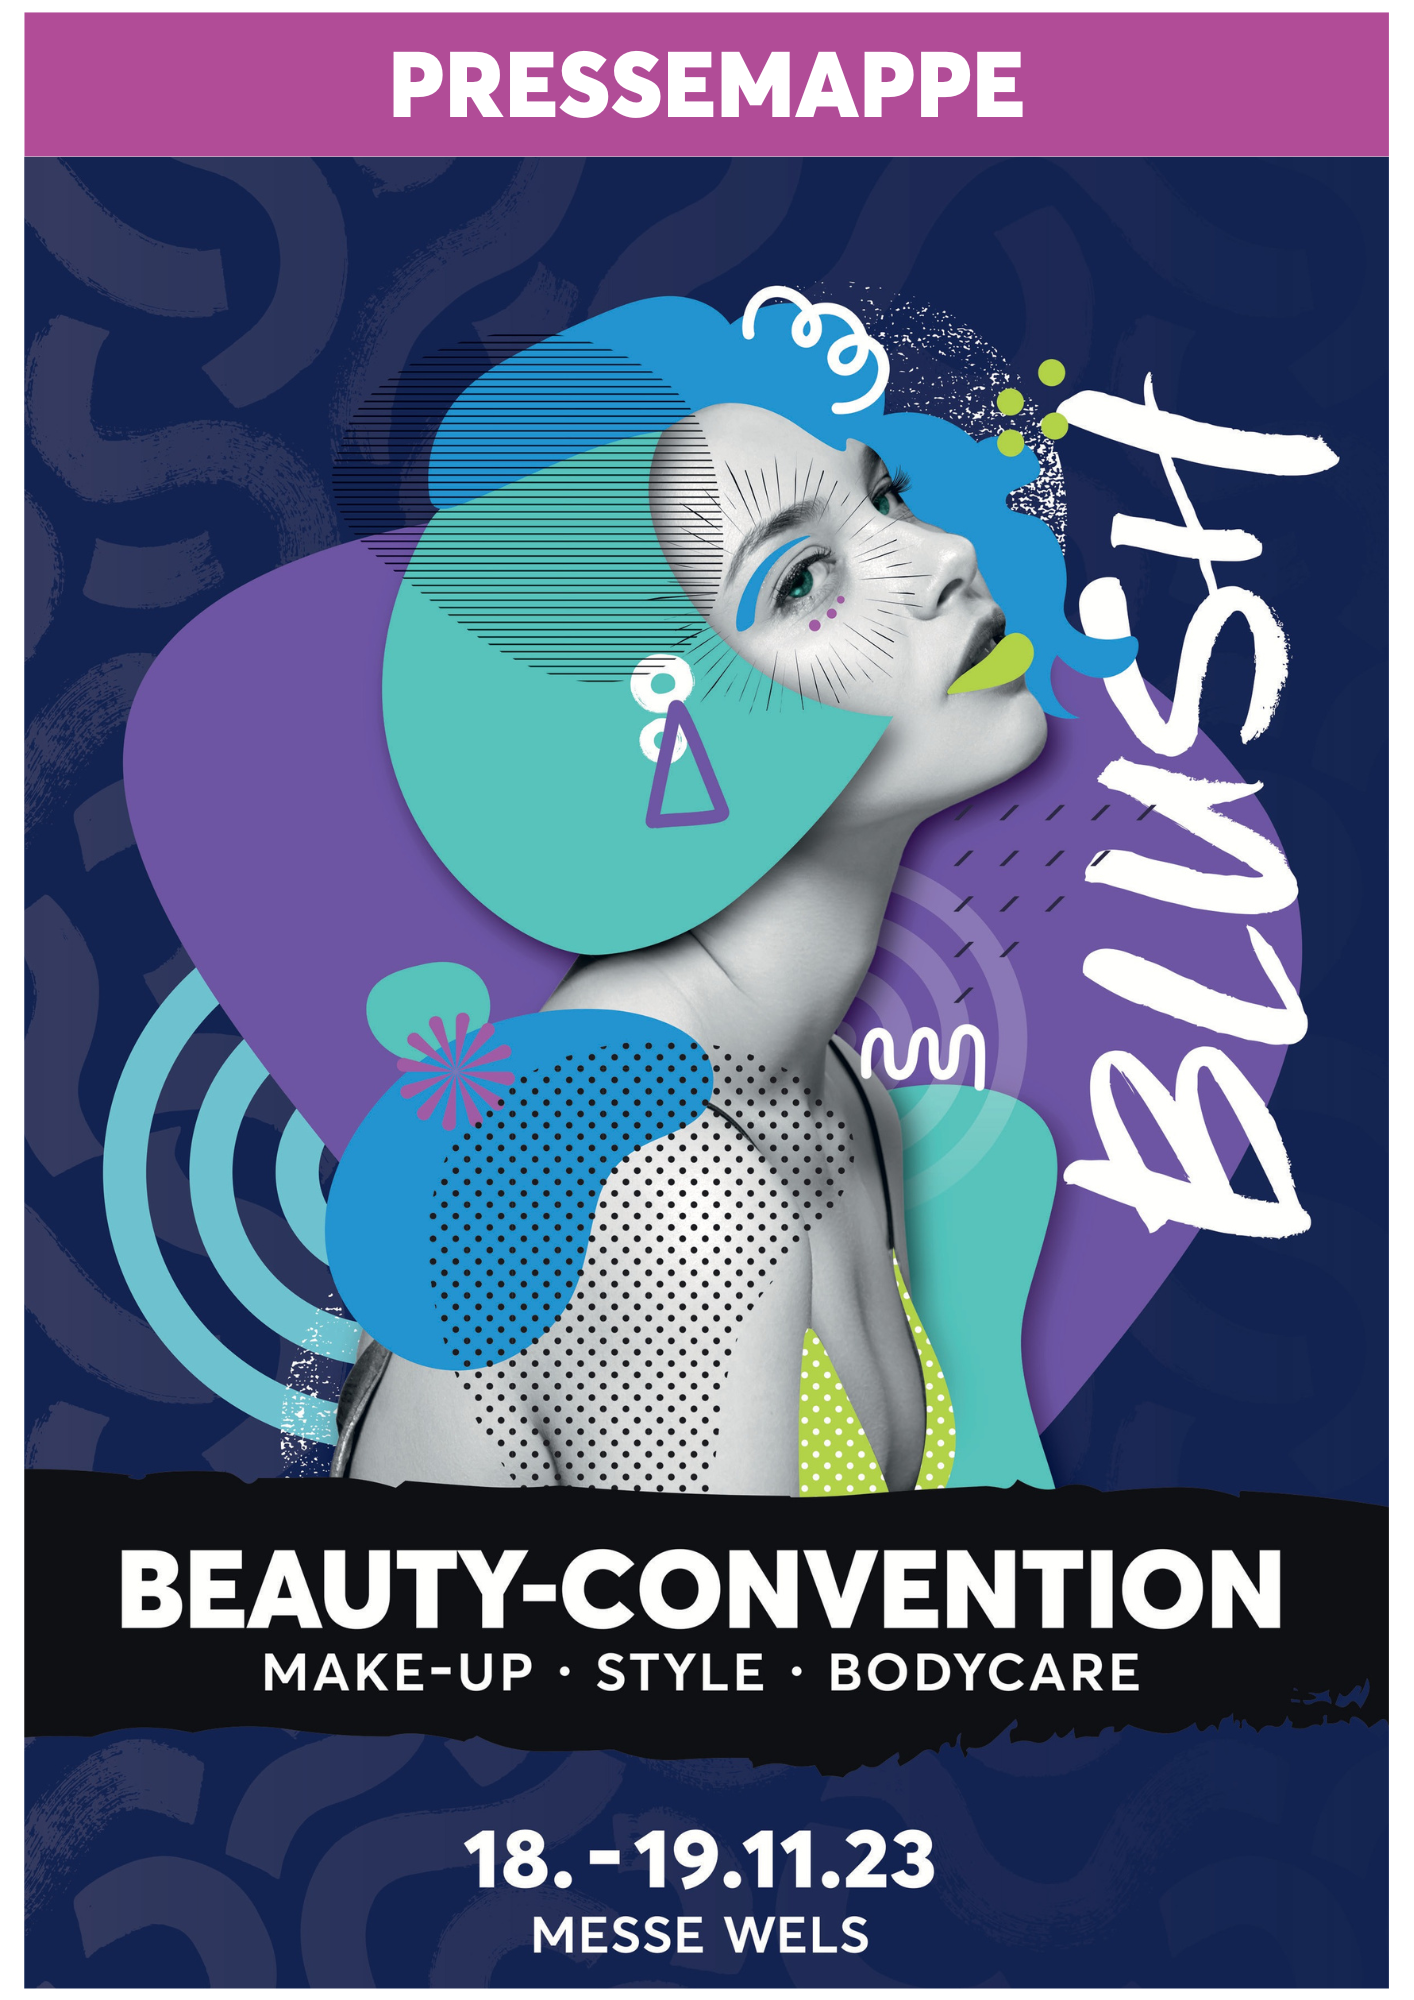 PRESSEMAPPE
BLUSH
BEAUTY-CONVENTION
MAKE-UP · STYLE · BODYCARE
18. - 19.11.23
MESSE WELS